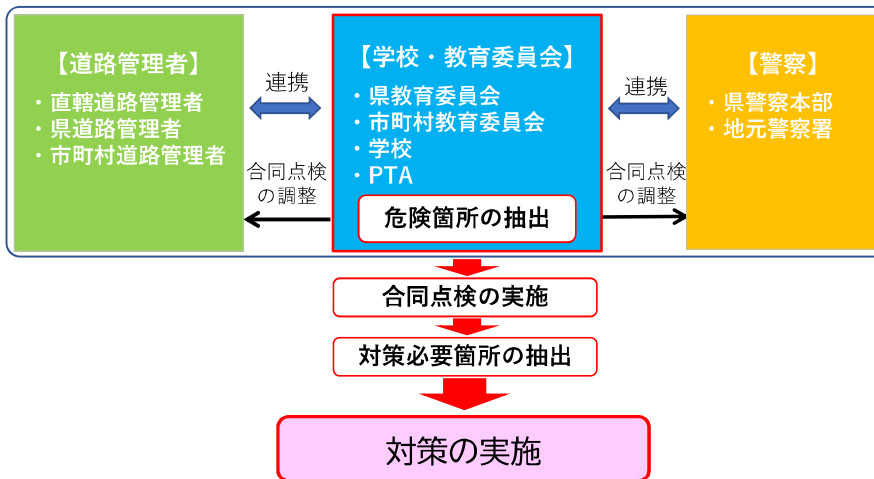 【道路管理者】
・直轄道路管理者
・県道路管理者
・市町村道路管理者
連携
合同点検
の調整
【学校・教育委員会】
・県教育委員会
・市町村教育委員会
・学校
・PTA
危険箇所の抽出
連携
合同点検
の調整
【警察】
・県警察本部
・地元警察署
合同点検の実施
対策必要箇所の抽出
対策の実施